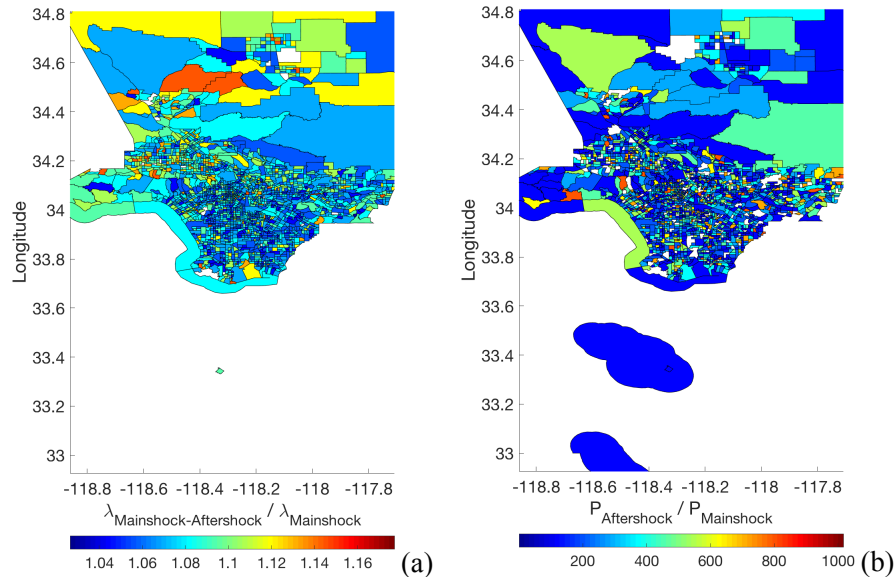 34.8
34.6
34.4
34.2
34
33.8
33.6
33.4
33.2
33
Longitude
-118.8 -118.6 -118.4 -118.2 -118 -117.8
λMainshock-Aftershock / λMainshock
1.04 1.06 1.08 1.1 1.12 1.14 1.16
(a)
34.8
34.6
34.4
34.2
34
33.8
33.6
33.4
33.2
33
Longitude
-118.8 -118.6 -118.4 -118.2 -118 -117.8
PAftershock / PMainshock
200 400 600 800 1000
(b)